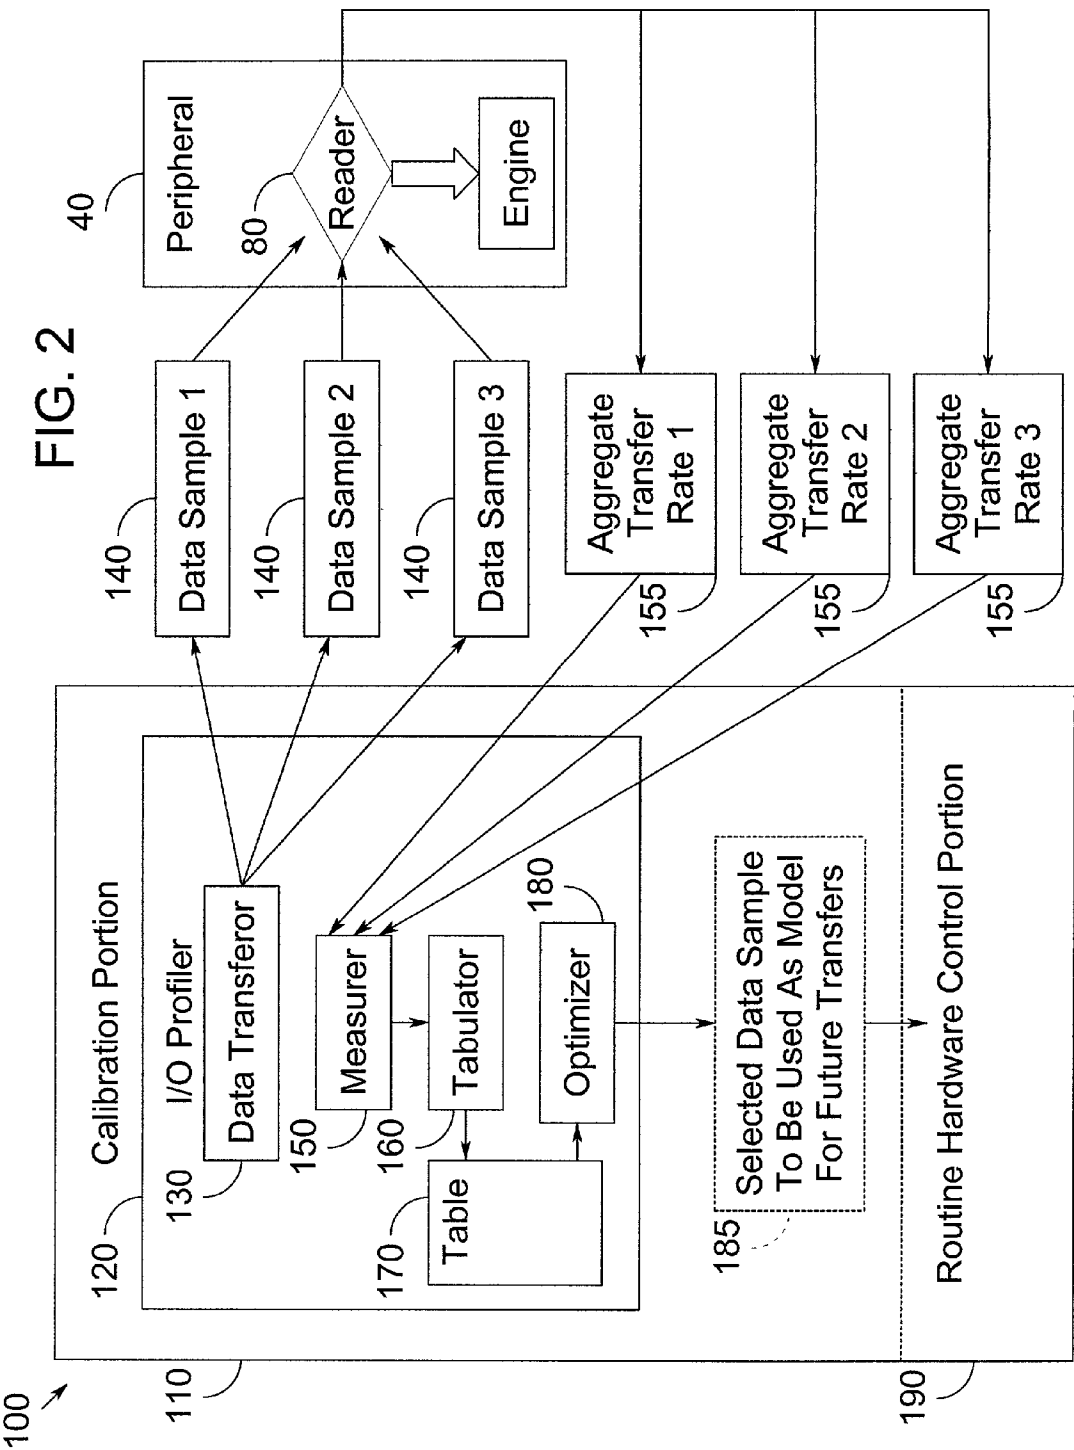 FIG. 2
100
110
Calibration Portion
120
I/O Profiler
130
Data Transferor
150
Measurer
160
Tabulator
170
Table
180
Optimizer
185
Selected Data Sample
To Be Used As Model
For Future Transfers
190
Routine Hardware Control Portion
140
Data Sample 1
140
Data Sample 2
140
Data Sample 3
40
Peripheral
80
Reader
Engine
Aggregate
Transfer
Rate 1
155
Aggregate
Transfer
Rate 2
155
Aggregate
Transfer
Rate 3
155